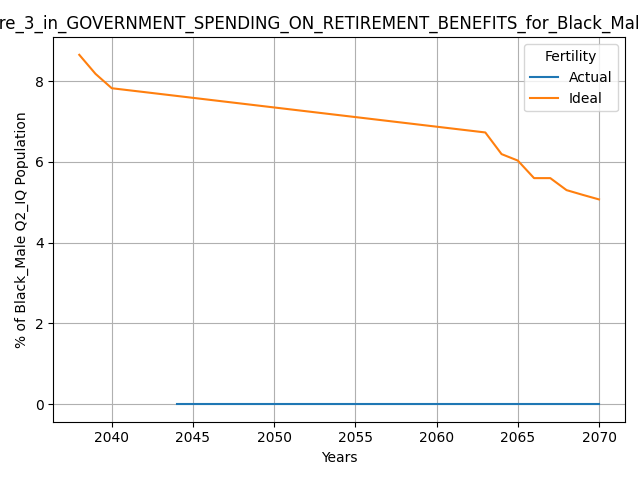 re_3_in_GOVERNMENT_SPENDING_ON_RETIREMENT_BENEFITS_for_Black_Mal
Fertility
Actual
Ideal
% of Black_Male Q2_IQ Population
8
6
4
2
0
2040 2045 2050 2055 2060 2065 2070
Years